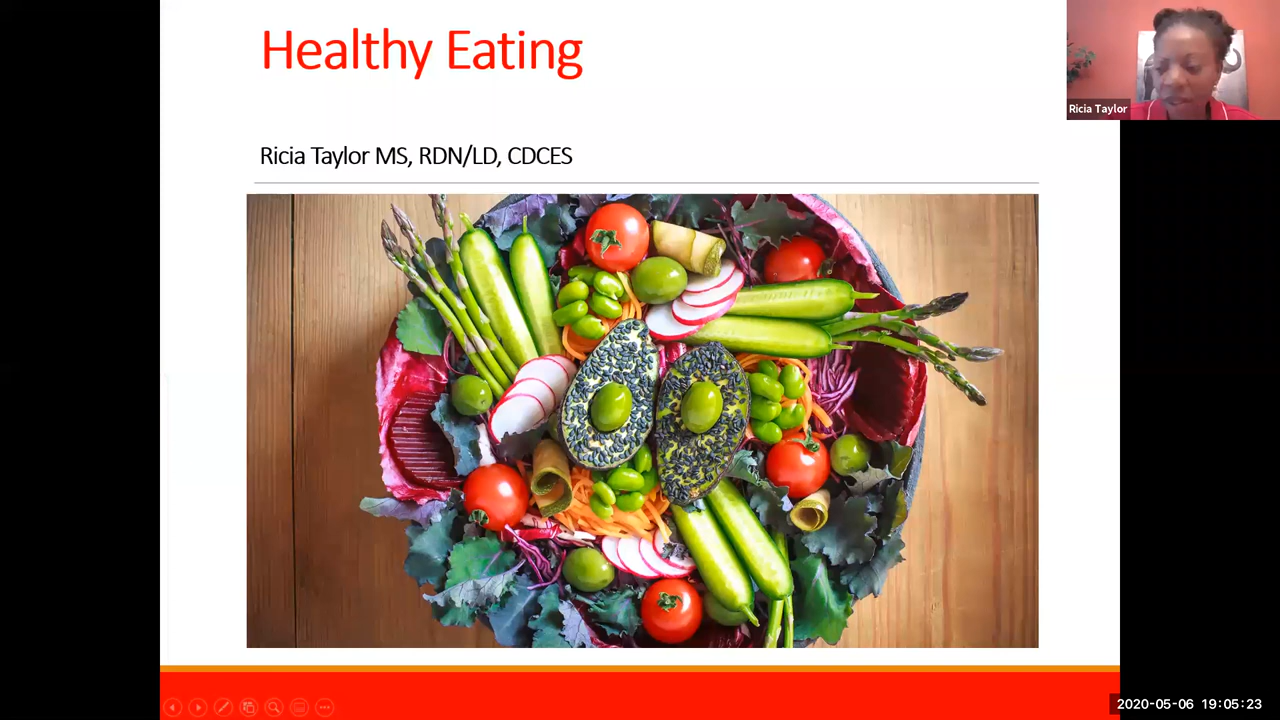 Healthy Eating
Ricia Taylor
Ricia Taylor MS, RDN/LD, CDCES
2020-05-06 19:05:23